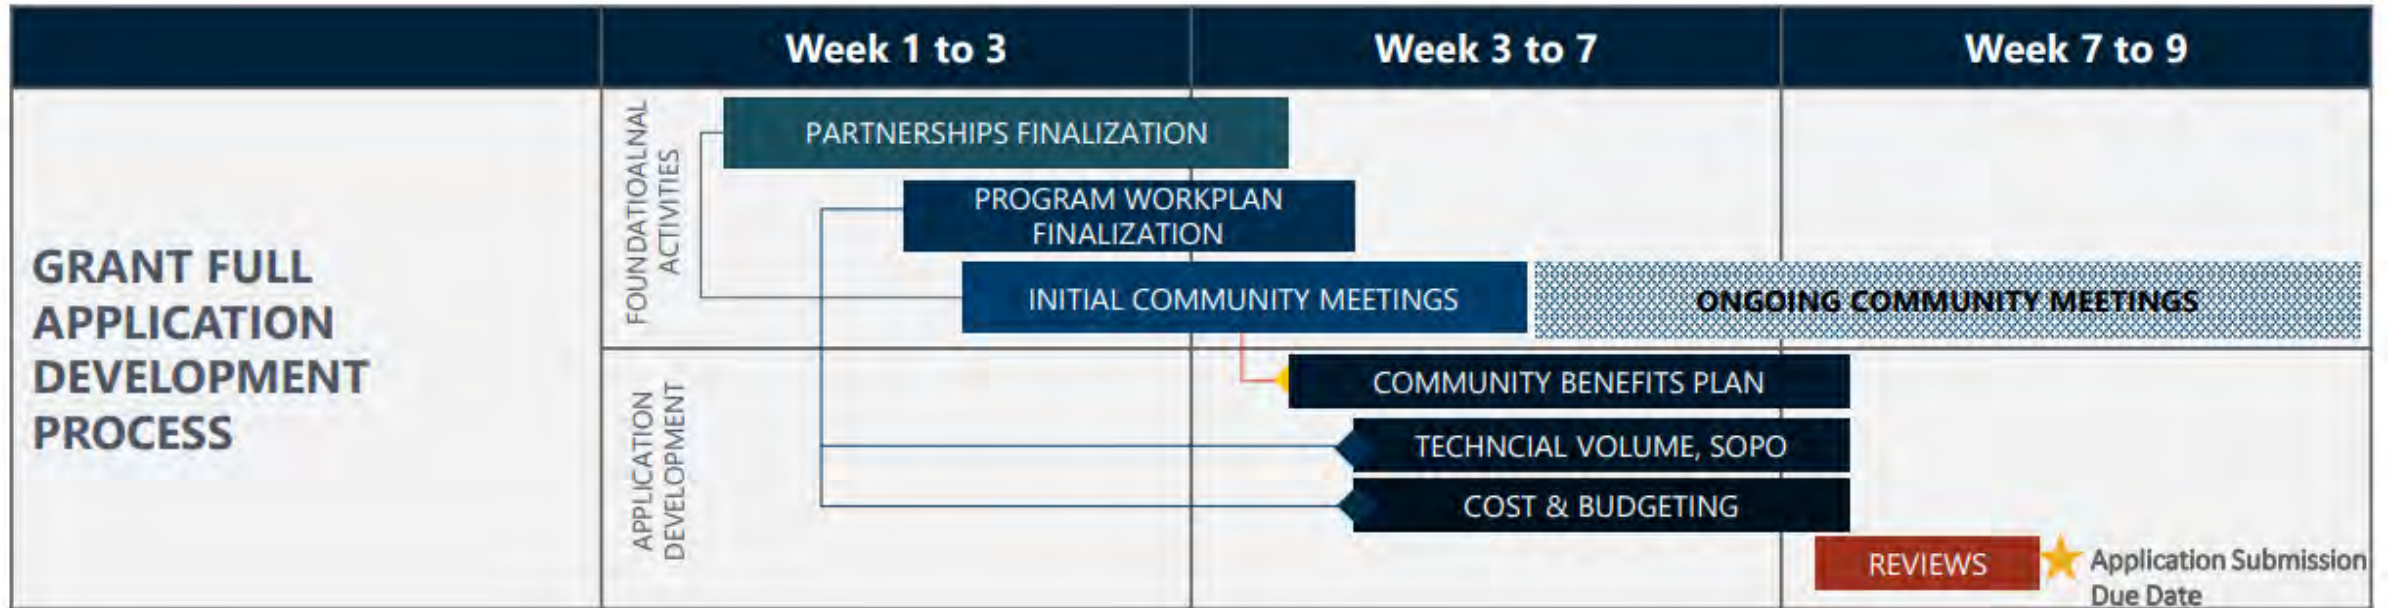 Week 1 to 3
Week 3 to 7
Week 7 to 9
GRANT FULL
APPLICATION
DEVELOPMENT
PROCESS
FOUNDATIOALNAL
ACTIVITIES
PARTNERSHIPS FINALIZATION
PROGRAM WORKPLAN
FINALIZATION
INITIAL COMMUNITY MEETINGS
ONGOING COMMUNITY MEETINGS
APPLICATION
DEVELOPMENT
COMMUNITY BENEFITS PLAN
TECHNCIAL VOLUME, SOPO
COST & BUDGETING
REVIEWS
Application Submission
Due Date